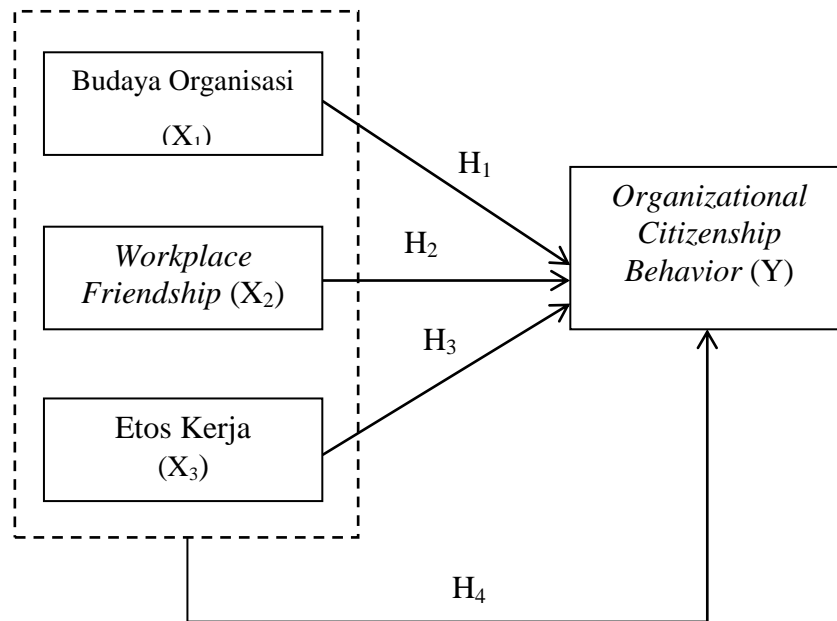 Budaya Organisasi
(X₁)
H₁
Organizational
Citizenship
Behavior (Y)
Workplace
Friendship (X₂)
H₂
H₃
Etos Kerja
(X₃)
H₄